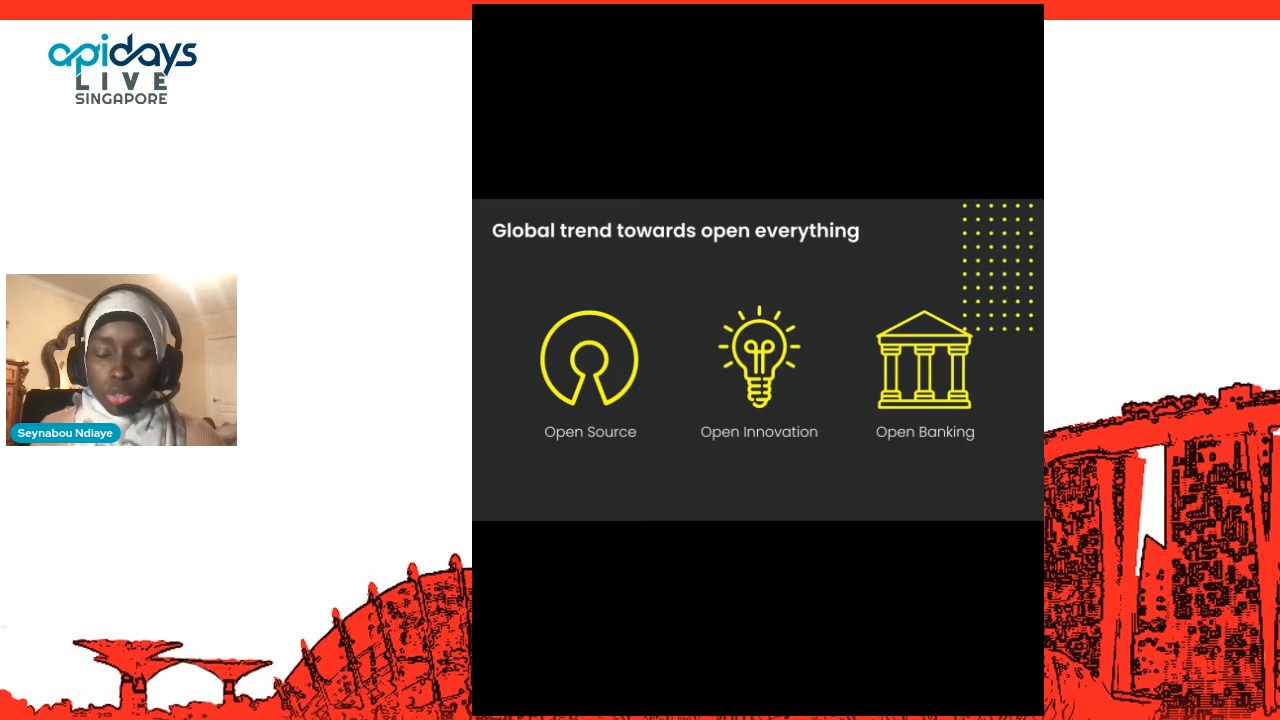 apidays
LIVE
SINGAPORE
Global trend towards open everything
Open Source
Open Innovation
Open Banking
Seynabou Ndiaye